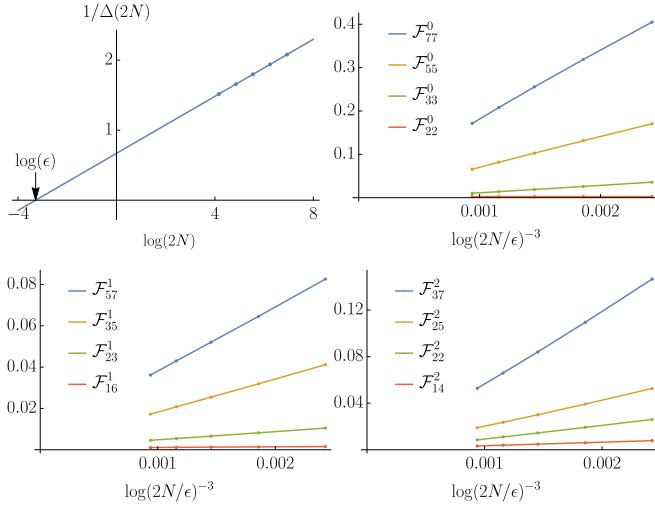 1/Δ(2N)
2
1
log(ϵ)
−4
4
8
log(2N)
0.4
0.3
0.2
0.1
ℱ⁰₇₇
ℱ⁰₅₅
ℱ⁰₃₃
ℱ⁰₂₂
0.001
0.002
log(2N/ϵ)⁻³
0.08
0.06
0.04
0.02
ℱ¹₅₇
ℱ¹₃₅
ℱ¹₂₃
ℱ¹₁₆
0.001
0.002
log(2N/ϵ)⁻³
0.12
0.08
0.04
ℱ²₃₇
ℱ²₂₅
ℱ²₂₂
ℱ²₁₄
0.001
0.002
log(2N/ϵ)⁻³